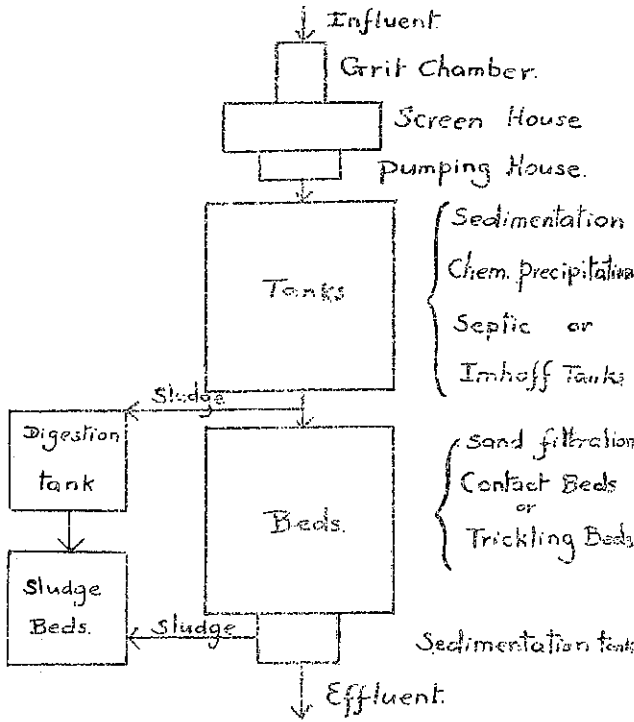 Influent
Grit Chamber.
Screen House
Pumping House.
Tanks
Sedimentation
Chem. precipitation
Septic or
Imhoff Tanks
Sludge
Digestion
tank
Beds.
Sand filtration
Contact Beds
or
Trickling Beds
Sludge
Beds.
Sludge
Sedimentation tank
Effluent.